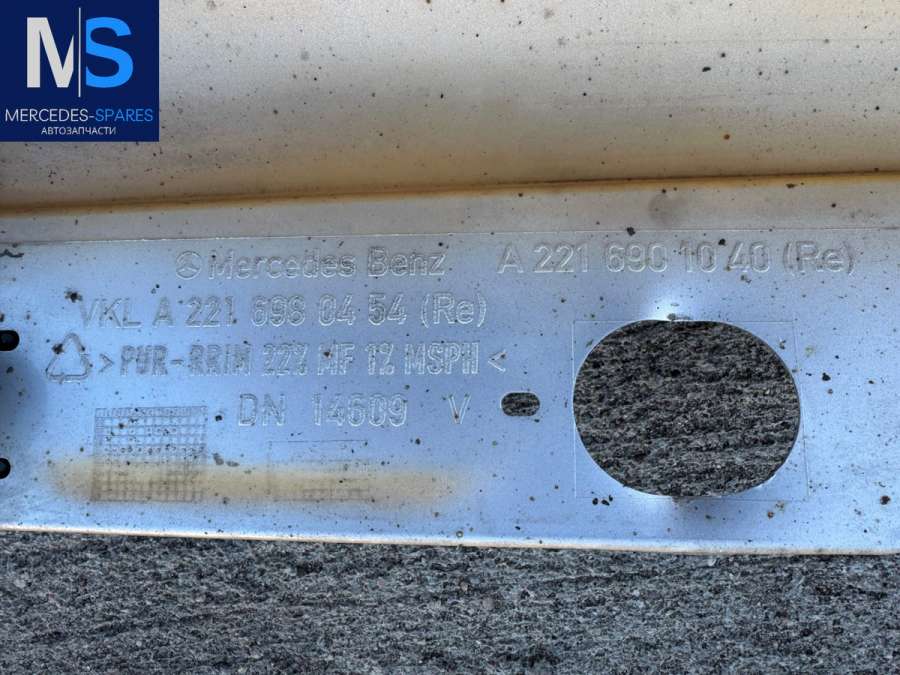 MS
MERCEDES-SPARES
АВТОЗАПЧАСТИ
Mercedes Benz A 221 690 10 40 (Re)
VKL A 221 698 04 54 (Re)
>PUR-RRIM 22% MF 1% MSPH<
DN 14609 V